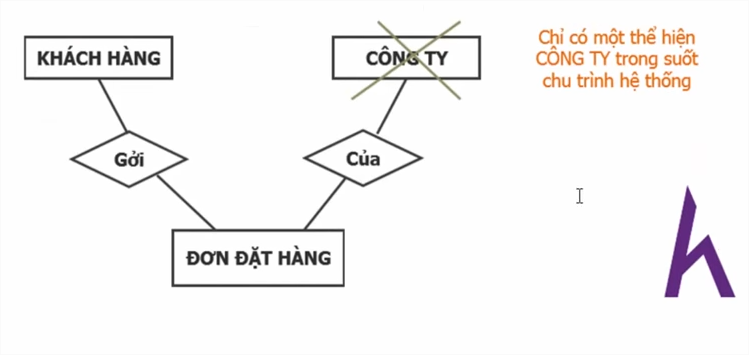 KHÁCH HÀNG
CÔNG TY
Chỉ có một thể hiện
CÔNG TY trong suốt
chu trình hệ thống
Gởi
Của
ĐƠN ĐẶT HÀNG